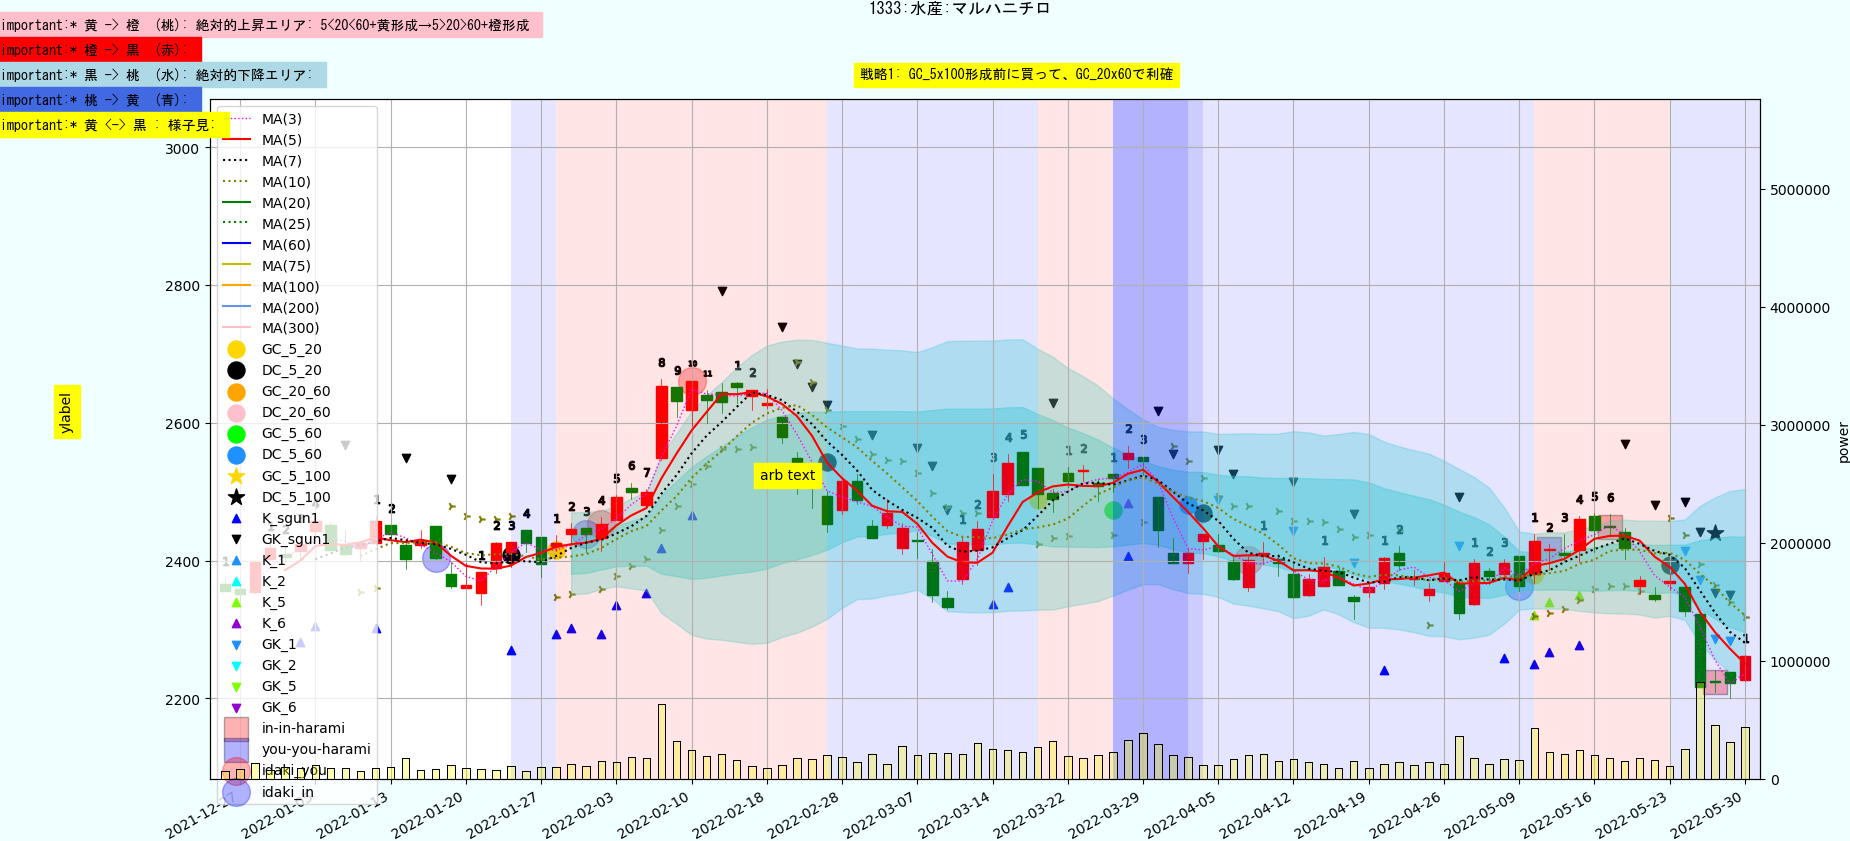 1333:水産:マルハニチロ
important:* 黄 -> 橙 （桃）: 絶対的上昇エリア: 5<20<60+黄形成→5>20>60+橙形成
important:* 橙 -> 黒 （赤）:
important:* 黒 -> 桃 （水）: 絶対的下降エリア:
戦略1: GC_5x100形成前に買って、GC_20x60で利確
important:* 桃 -> 黄 （青）:
important:* 黄 <-> 黒 : 様子見:
MA(3)
MA(5)
MA(7)
MA(10)
MA(20)
MA(25)
MA(60)
MA(75)
MA(100)
MA(200)
MA(300)
GC_5_20
DC_5_20
GC_20_60
DC_20_60
GC_5_60
DC_5_60
GC_5_100
DC_5_100
K_sgun1
GK_sgun1
K_1
K_2
K_5
K_6
GK_1
GK_2
GK_5
GK_6
in-in-harami
you-you-harami
idaki_you
idaki_in
3000
2800
2600
2400
2200
ylabel
arb text
5000000
4000000
3000000
2000000
1000000
0
power
2021-12-27
2022-01-05
2022-01-13
2022-01-20
2022-01-27
2022-02-03
2022-02-10
2022-02-18
2022-02-28
2022-03-07
2022-03-14
2022-03-22
2022-03-29
2022-04-05
2022-04-12
2022-04-19
2022-04-26
2022-05-09
2022-05-16
2022-05-23
2022-05-30